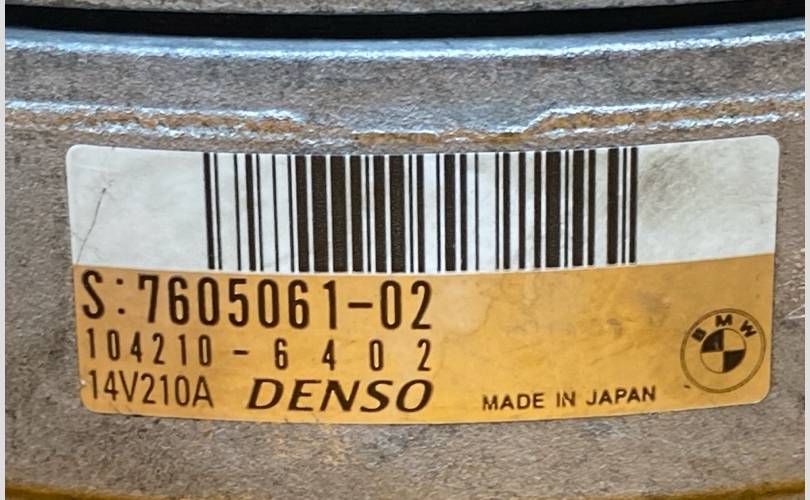 S:7605061-02
104210-6402
14V210A DENSO MADE IN JAPAN
BMW